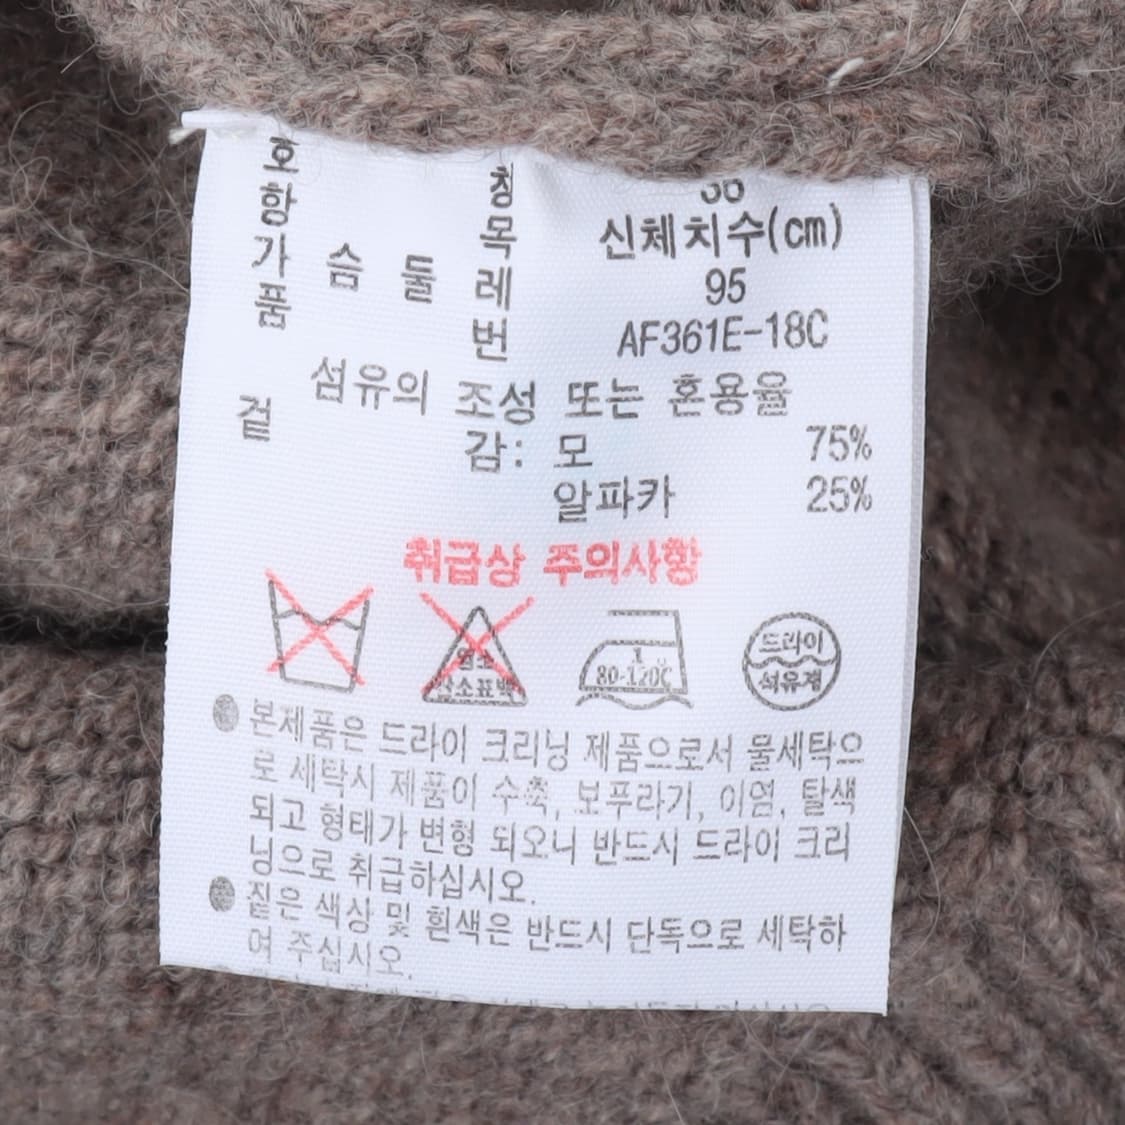 호 칭
항 목 신체치수(cm)
가 슴 둘 레 95
품 번 AF361E-18C
섬유의 조성 또는 혼용율
겉 감: 모 75%
알파카 25%
취급상 주의사항
염소
산소표백
1
80-120℃
드라이
석유계
본제품은 드라이 크리닝 제품으로서 물세탁으
로 세탁시 제품이 수축, 보푸라기, 이염, 탈색
되고 형태가 변형 되오니 반드시 드라이 크리
닝으로 취급하십시오.
짙은 색상 및 흰색은 반드시 단독으로 세탁하
여 주십시오.